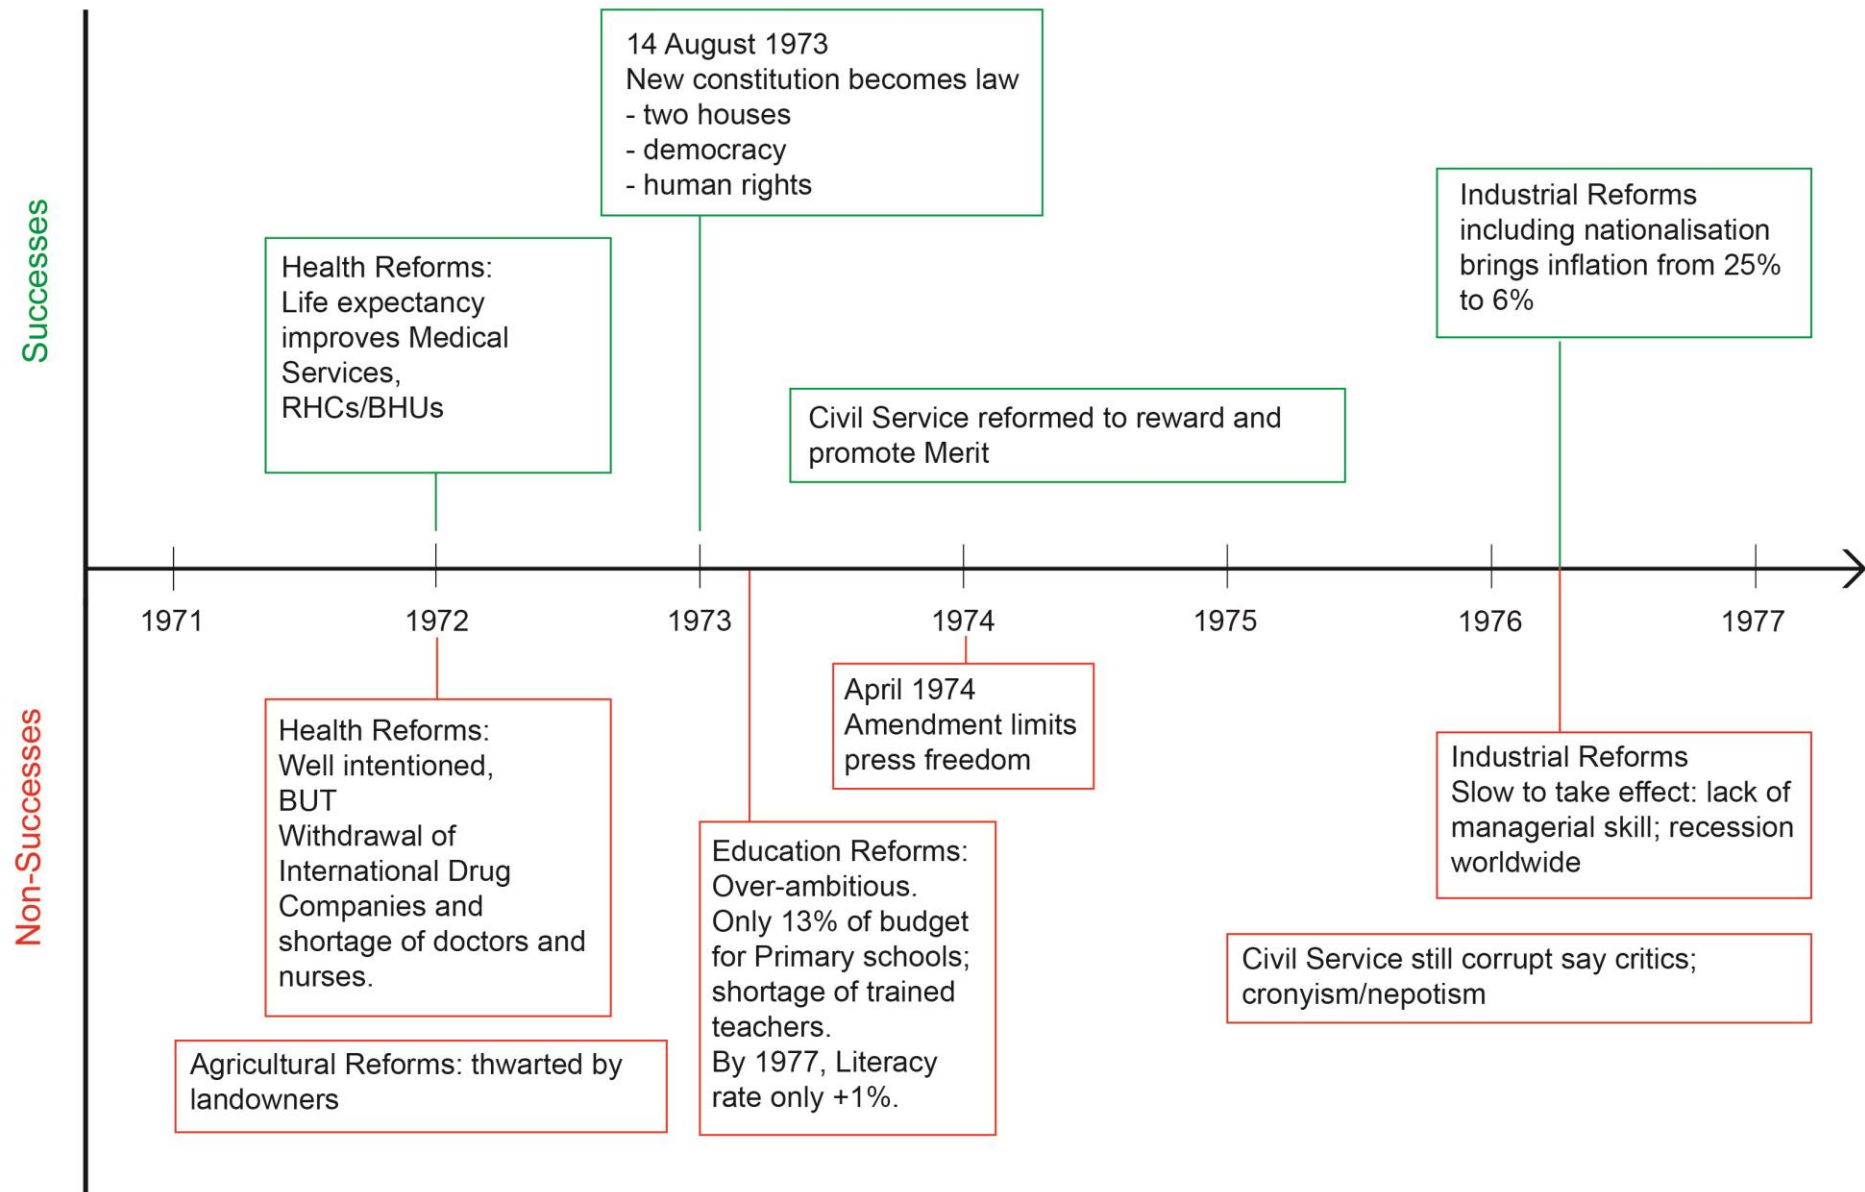 Successes
14 August 1973
New constitution becomes law
- two houses
- democracy
- human rights
Health Reforms:
Life expectancy
improves Medical
Services,
RHCs/BHUs
Industrial Reforms
including nationalisation
brings inflation from 25%
to 6%
Civil Service reformed to reward and
promote Merit
1971
1972
1973
1974
1975
1976
1977
Non-Successes
Health Reforms:
Well intentioned,
BUT
Withdrawal of
International Drug
Companies and
shortage of doctors and
nurses.
Agricultural Reforms: thwarted by
landowners
Education Reforms:
Over-ambitious.
Only 13% of budget
for Primary schools;
shortage of trained
teachers.
By 1977, Literacy
rate only +1%.
April 1974
Amendment limits
press freedom
Industrial Reforms
Slow to take effect: lack of
managerial skill; recession
worldwide
Civil Service still corrupt say critics;
cronyism/nepotism